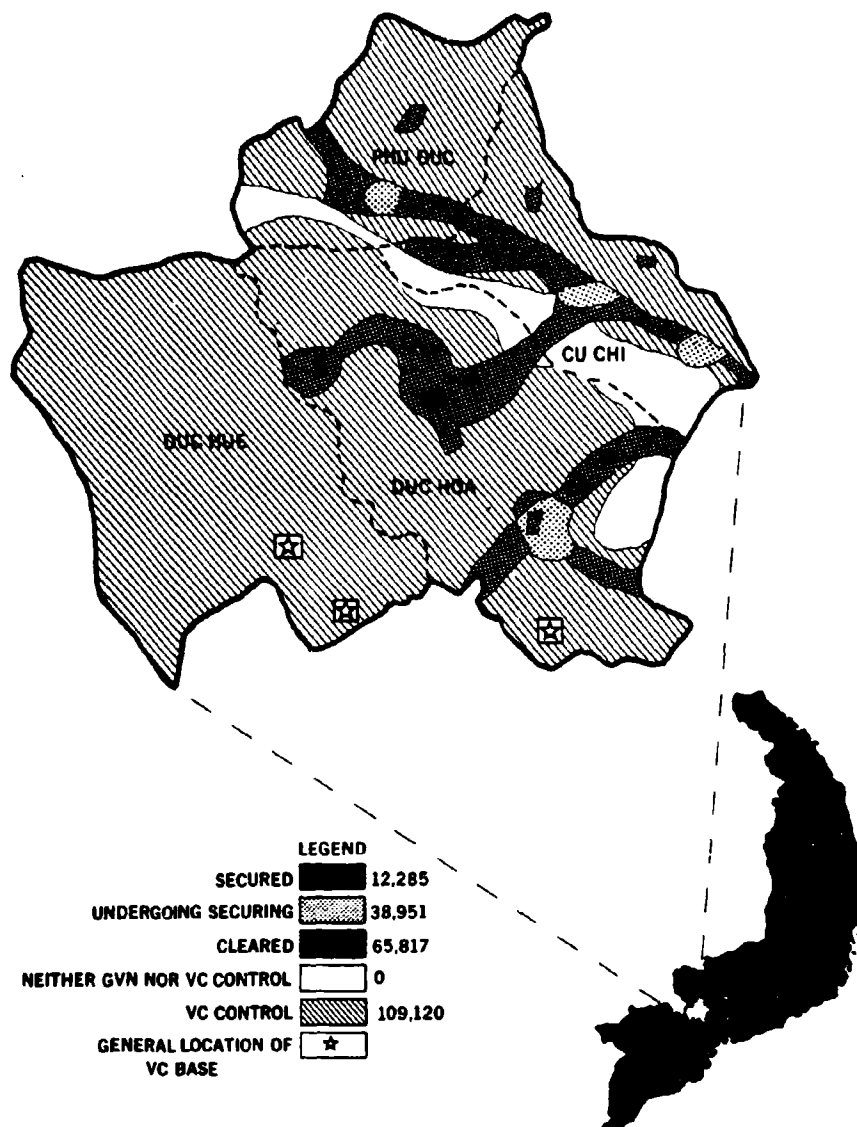 PHU DUC
CU CHI
DUC HUE
DUC HOA
LEGEND
SECURED 12,285
UNDERGOING SECURING 38,951
CLEARED 65,817
NEITHER GVN NOR VC CONTROL 0
VC CONTROL 109,120
GENERAL LOCATION OF
VC BASE